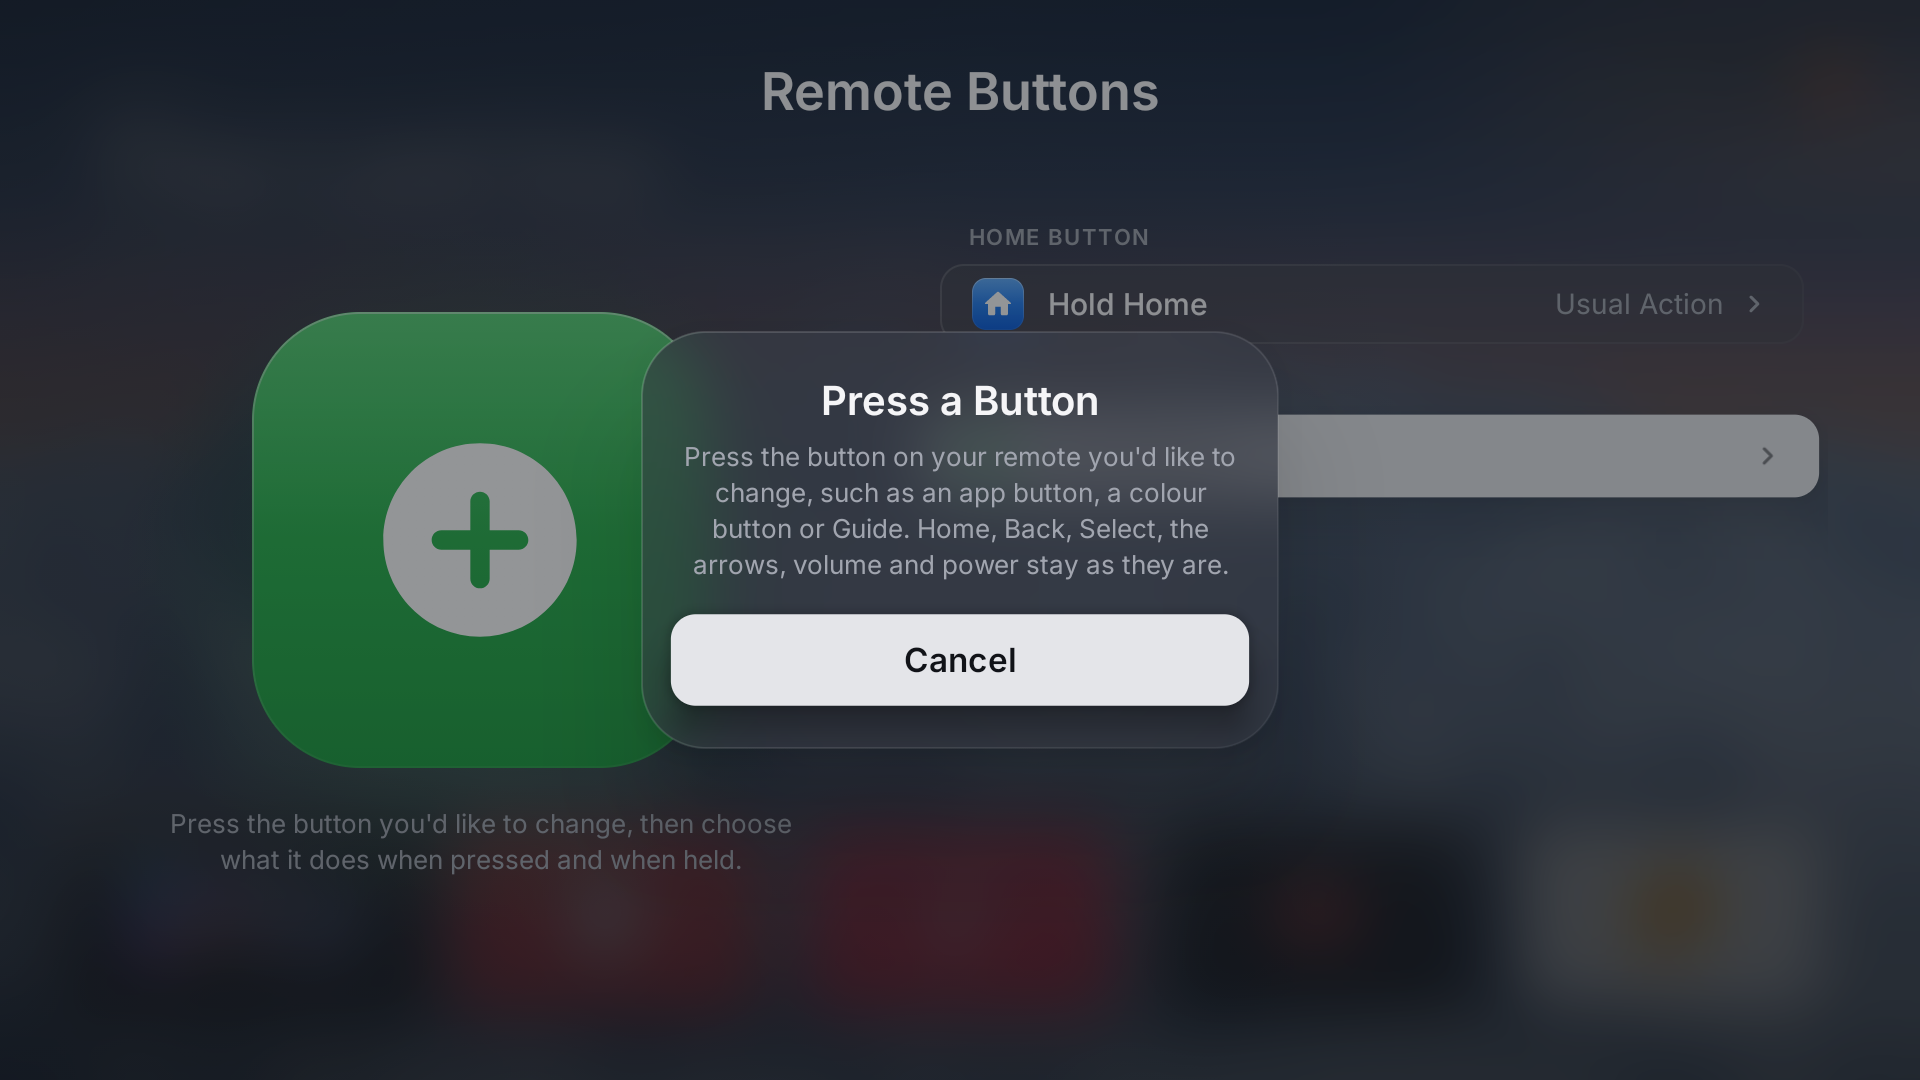 Remote Buttons
HOME BUTTON
Hold Home
Usual Action
Press a Button
Press the button on your remote you'd like to
change, such as an app button, a colour
button or Guide. Home, Back, Select, the
arrows, volume and power stay as they are.
Cancel
Press the button you'd like to change, then choose
what it does when pressed and when held.